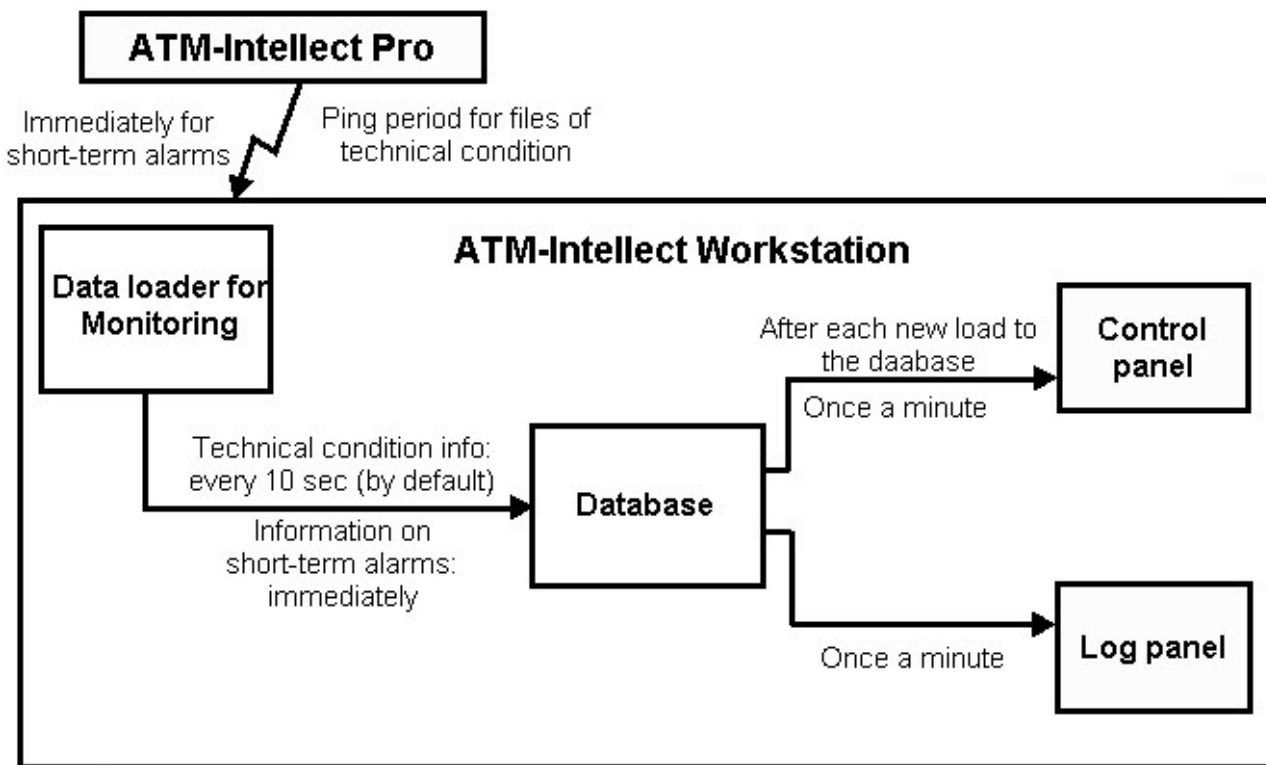 ATM-Intellect Pro
Immediately for
short-term alarms
Ping period for files of
technical condition
ATM-Intellect Workstation
Data loader for
Monitoring
After each new load to
the daabase
Once a minute
Control
panel
Technical condition info:
every 10 sec (by default)
Information on
short-term alarms:
immediately
Database
Once a minute
Log panel